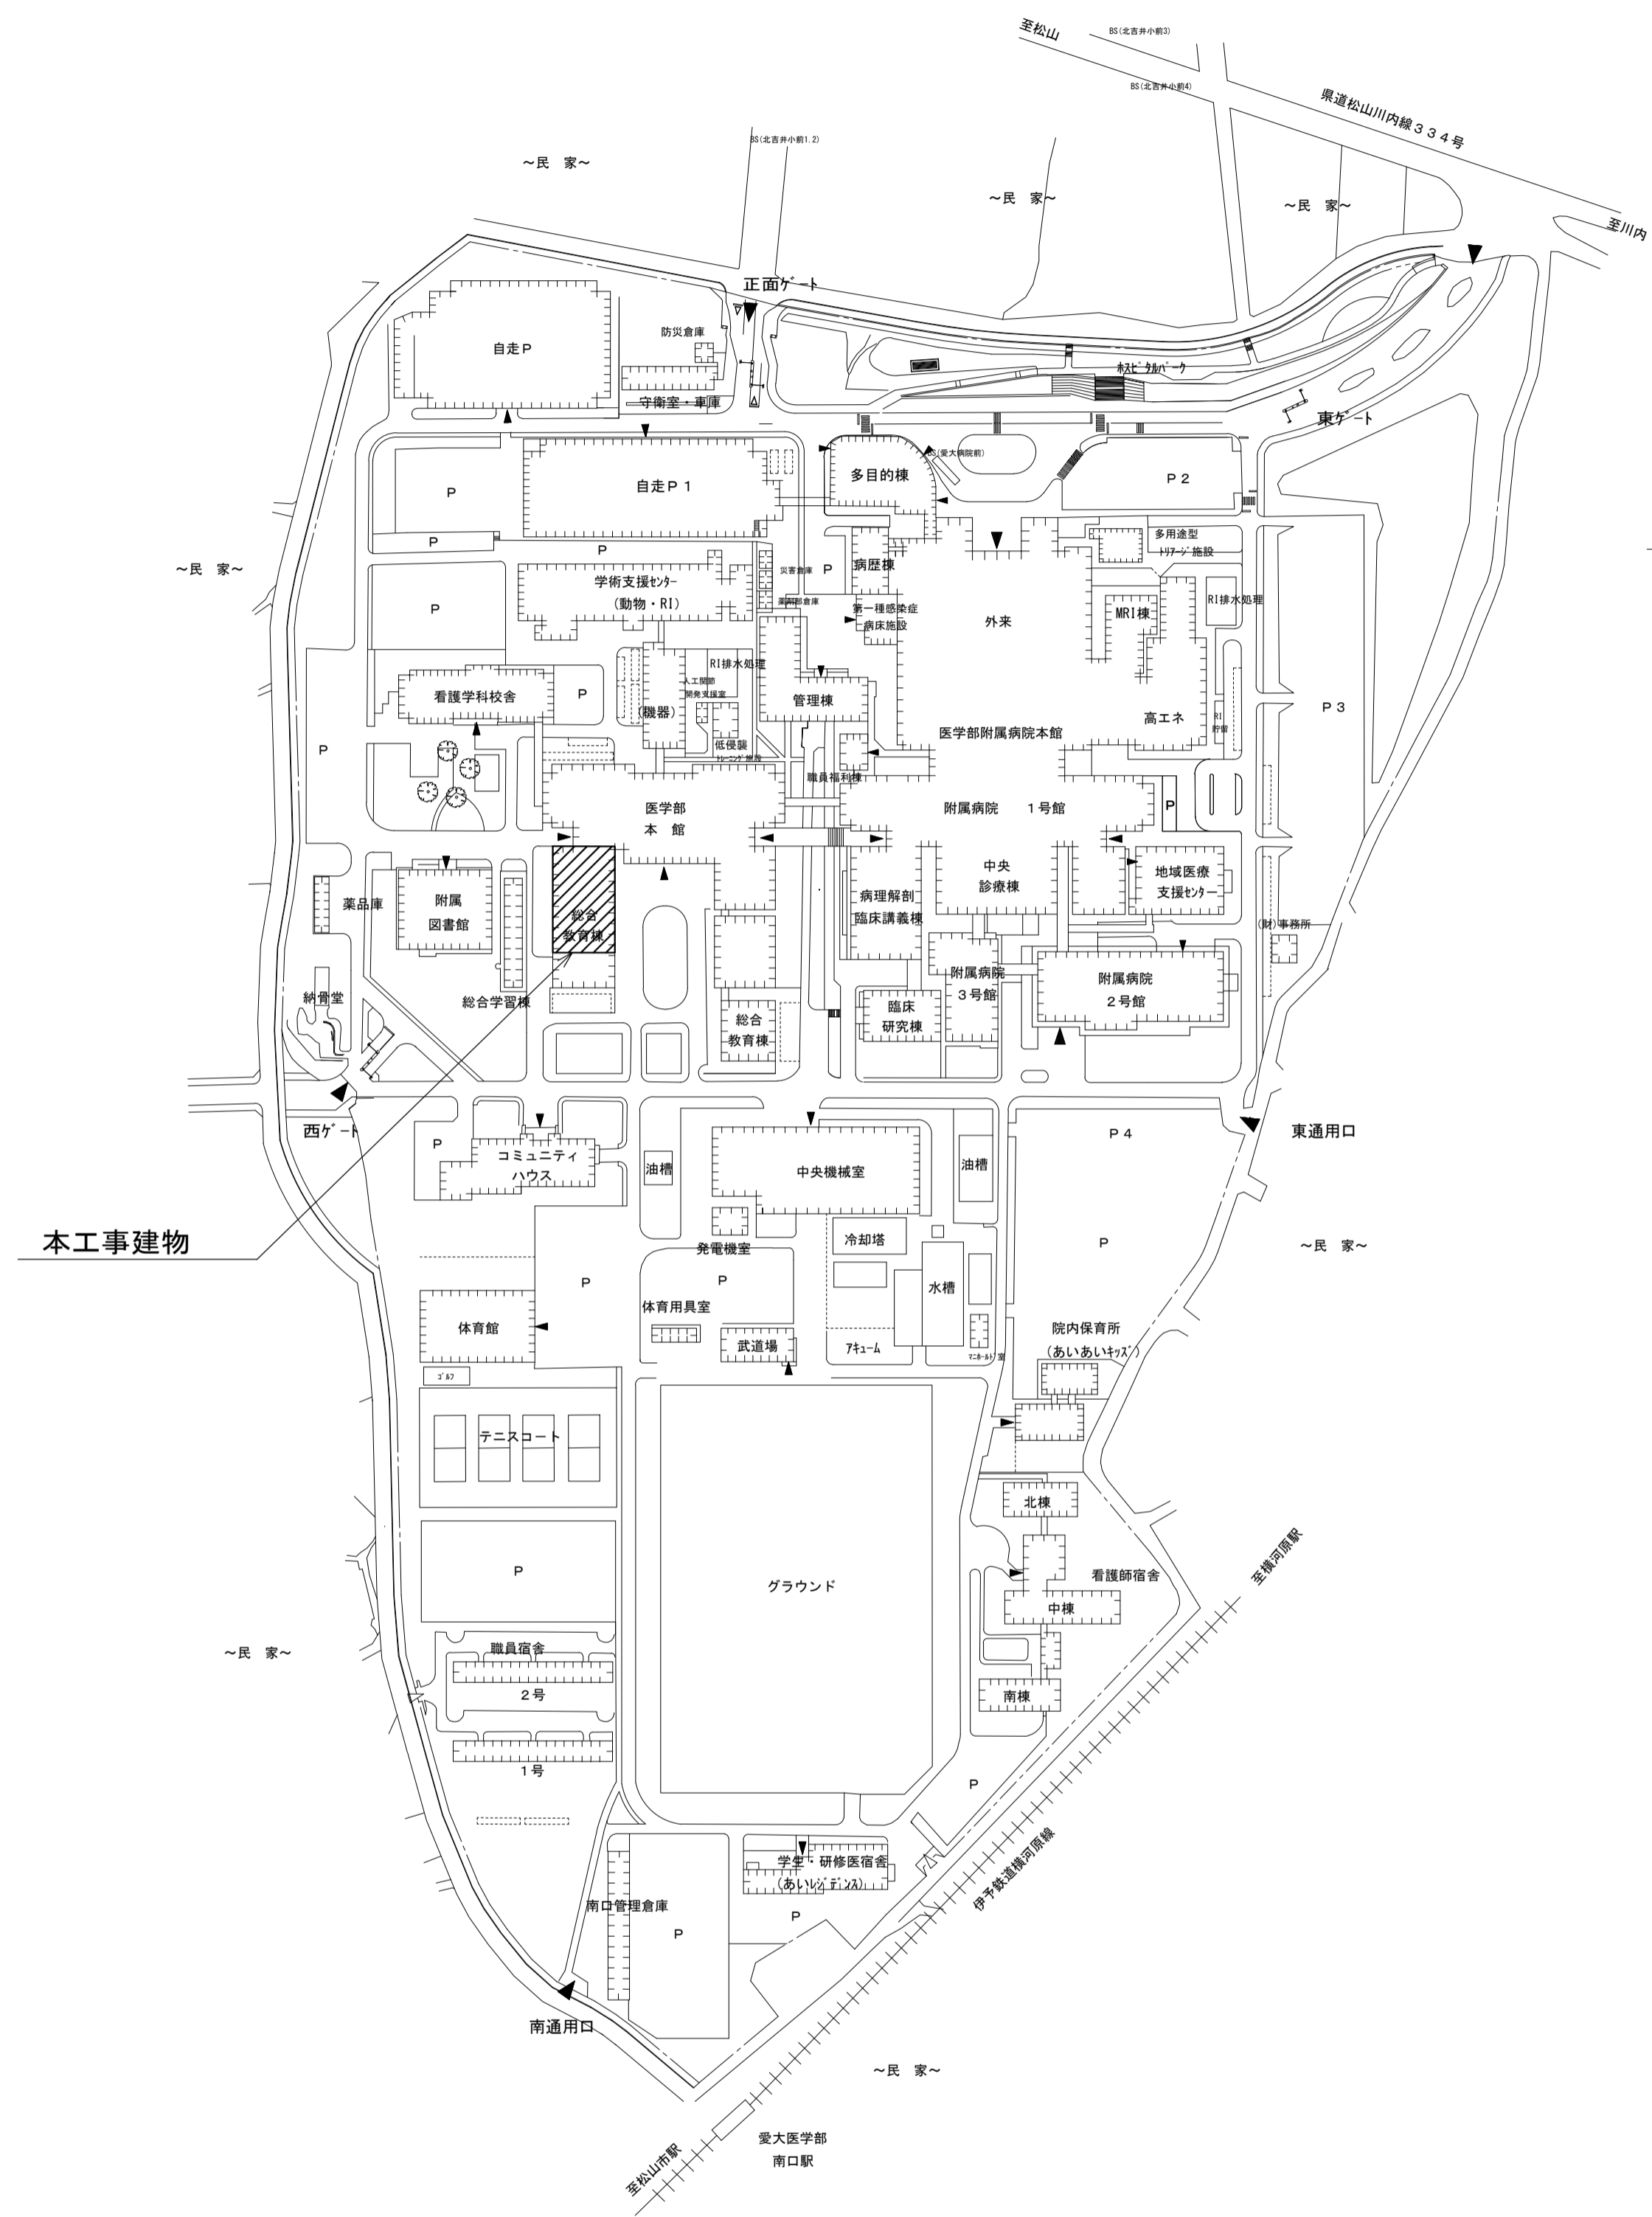 至松山
BS(北吉井小前3)
BS(北吉井小前4)
県道松山川内線３３４号
BS(北吉井小前1.2)
～民　家～
～民　家～
～民　家～
至川内
正面ｹﾞｰﾄ
防災倉庫
自走Ｐ
ﾎｽﾋﾟﾀﾙﾊﾟｰｸ
守衛室・車庫
東ｹﾞｰﾄ
BS(愛大病院前)
多目的棟
Ｐ２
自走Ｐ１
Ｐ
Ｐ
Ｐ
多用途型
ﾄﾘｱｰｼﾞ施設
病歴棟
災害倉庫
Ｐ
～民　家～
学術支援ｾﾝﾀｰ
(動物・RI)
薬剤部倉庫
第一種感染症
病床施設
外来
MRI棟
RI排水処理
Ｐ
RI排水処理
人工関節
開発支援室
看護学科校舎
Ｐ
(機器)
管理棟
高エネ
RI
貯留
Ｐ３
Ｐ
低侵襲
ﾄﾚｰﾆﾝｸﾞ施設
医学部附属病院本館
職員福利棟
医学部
本　館
附属病院　１号館
Ｐ
中央
診療棟
地域医療
支援ｾﾝﾀｰ
薬品庫
附属
図書館
総合
教育棟
病理解剖
臨床講義棟
(財)事務所
納骨堂
総合学習棟
附属病院
３号館
附属病院
２号館
総合
教育棟
臨床
研究棟
西ｹﾞｰﾄ
Ｐ
コミュニティ
ハウス
油槽
中央機械室
油槽
Ｐ４
東通用口
本工事建物
発電機室
冷却塔
Ｐ
～民　家～
Ｐ
Ｐ
水槽
体育用具室
体育館
武道場
ｱｷｭｰﾑ
ﾏﾆﾎｰﾙﾄﾞ室
院内保育所
(あいあいｷｯｽﾞ)
ｺﾞﾙﾌ
テニスコート
北棟
Ｐ
グラウンド
看護師宿舎
中棟
至横河原駅
～民　家～
職員宿舎
２号
南棟
１号
Ｐ
学生・研修医宿舎
(あいﾚｼﾞﾃﾞﾝｽ)
伊予鉄道横河原線
南口管理倉庫
Ｐ
Ｐ
南通用口
～民　家～
愛大医学部
南口駅
至松山市駅